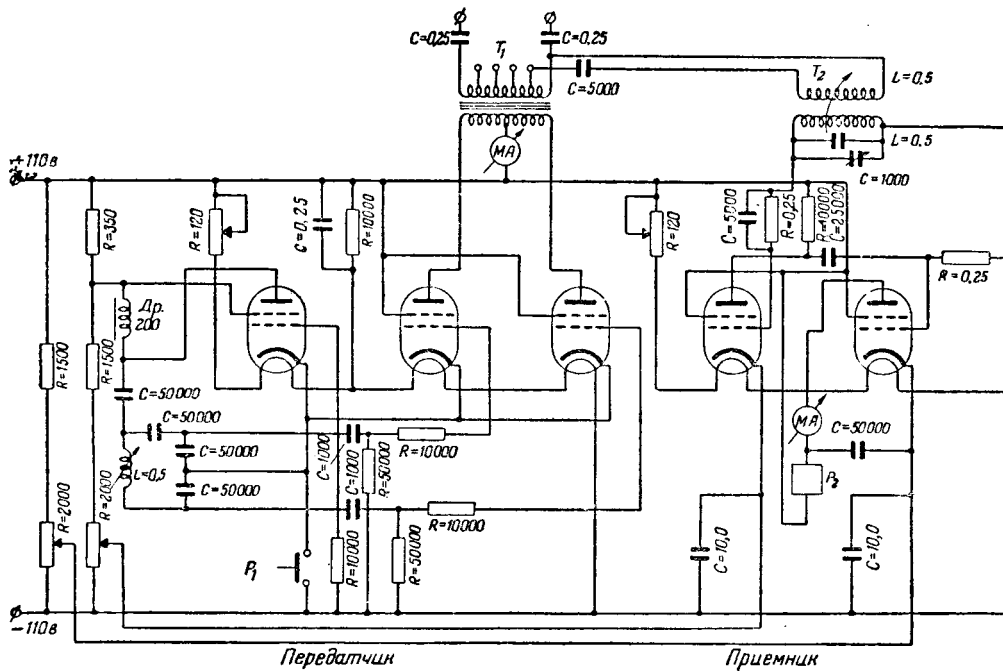 C=0,25
C=0,25
T₁
C=5000
T₂
L=0,5
L=0,5
C=1000
+110в
MA
R=350
R=120
C=0,25
R=10000
R=120
C=5000
R=0,25
R=40000
C=25000
R=0,25
Др.
200
R=1500
R=1500
C=50000
C=50000
C=50000
C=50000
L=0,5
R=2000
R=2000
C=1000
C=1000
R=50000
R=10000
R=10000
R=50000
R=10000
P₁
MA
C=50000
P₂
C=10,0
C=10,0
–110в
Передатчик
Приемник